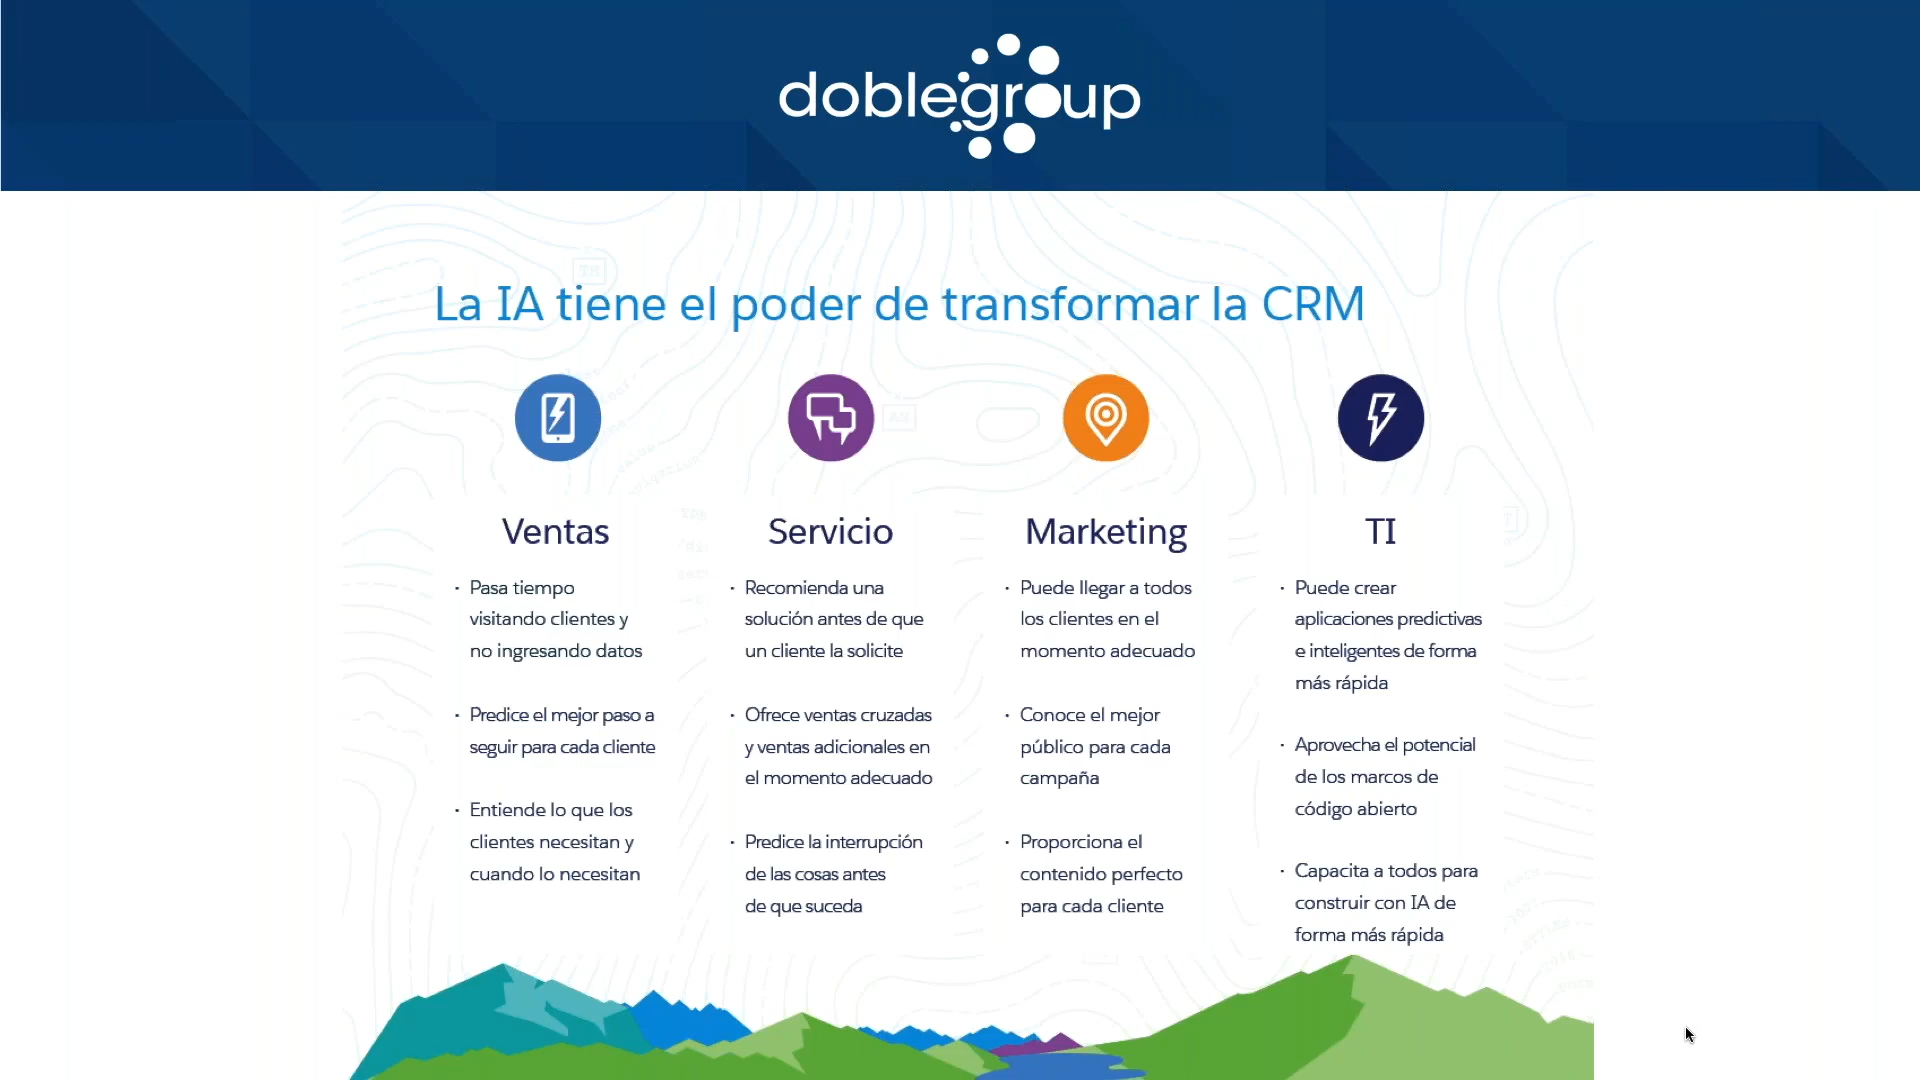 doblegroup
La IA tiene el poder de transformar la CRM
Ventas
· Pasa tiempo
visitando clientes y
no ingresando datos
· Predice el mejor paso a
seguir para cada cliente
· Entiende lo que los
clientes necesitan y
cuando lo necesitan
Servicio
· Recomienda una
solución antes de que
un cliente la solicite
· Ofrece ventas cruzadas
y ventas adicionales en
el momento adecuado
· Predice la interrupción
de las cosas antes
de que suceda
Marketing
· Puede llegar a todos
los clientes en el
momento adecuado
· Conoce el mejor
público para cada
campaña
· Proporciona el
contenido perfecto
para cada cliente
TI
· Puede crear
aplicaciones predictivas
e inteligentes de forma
más rápida
· Aprovecha el potencial
de los marcos de
código abierto
· Capacita a todos para
construir con IA de
forma más rápida